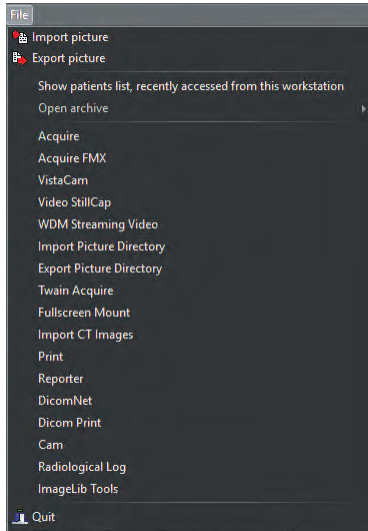 File
Import picture
Export picture
Show patients list, recently accessed from this workstation
Open archive
Acquire
Acquire FMX
VistaCam
Video StillCap
WDM Streaming Video
Import Picture Directory
Export Picture Directory
Twain Acquire
Fullscreen Mount
Import CT Images
Print
Reporter
DicomNet
Dicom Print
Cam
Radiological Log
ImageLib Tools
Quit